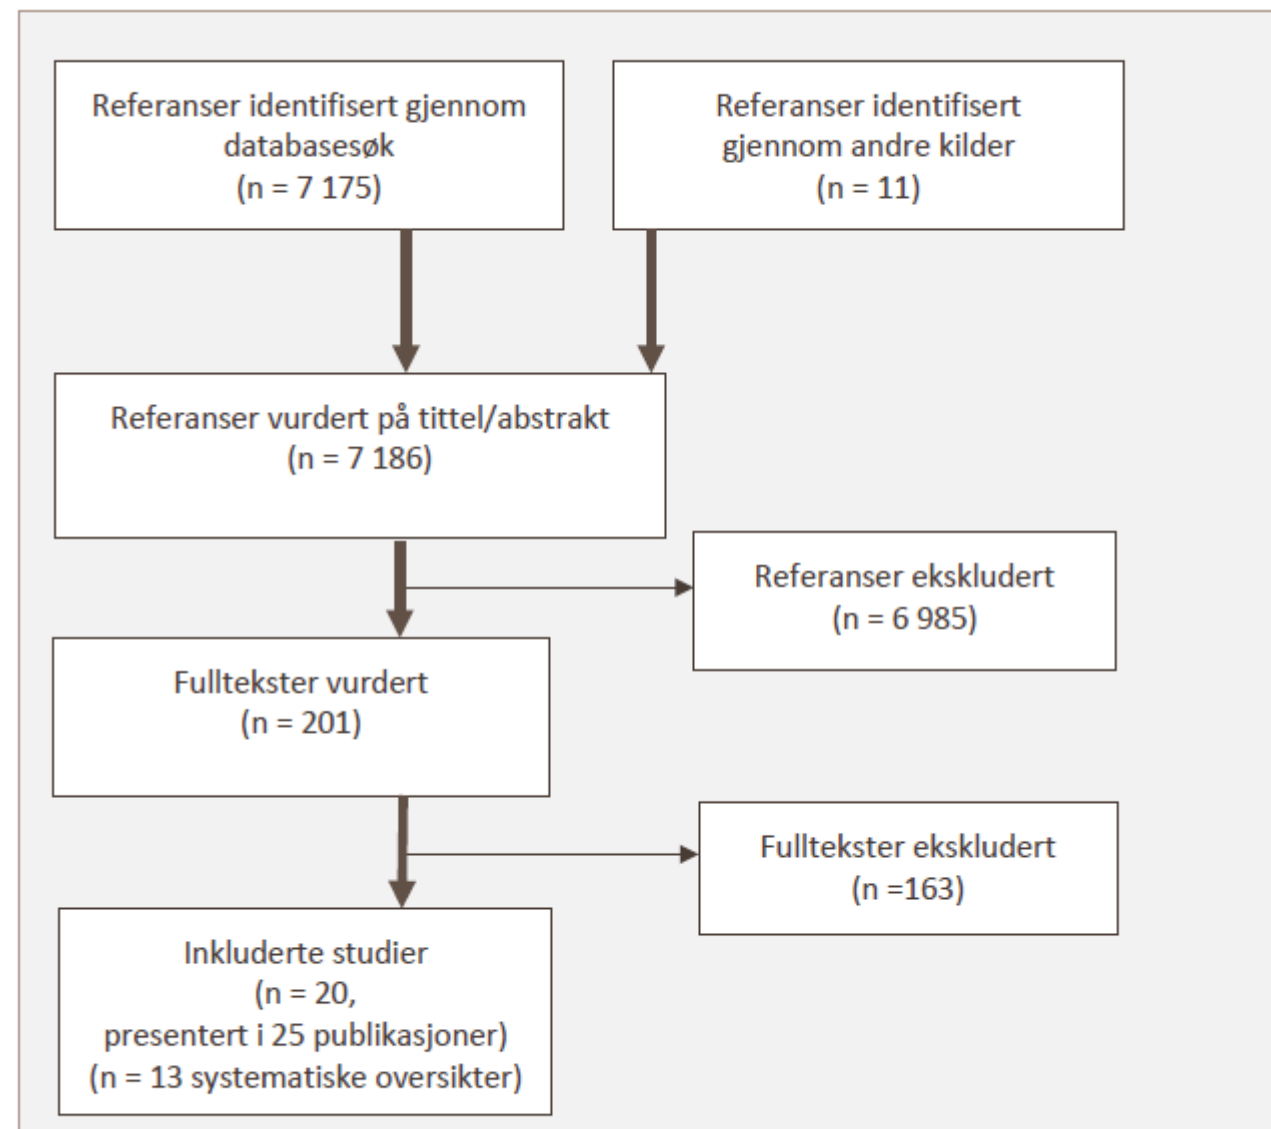 Referanser identifisert gjennom
databasesøk
(n = 7 175)
Referanser identifisert
gjennom andre kilder
(n = 11)
Referanser vurdert på tittel/abstrakt
(n = 7 186)
Referanser ekskludert
(n = 6 985)
Fulltekster vurdert
(n = 201)
Fulltekster ekskludert
(n =163)
Inkluderte studier
(n = 20,
presentert i 25 publikasjoner)
(n = 13 systematiske oversikter)